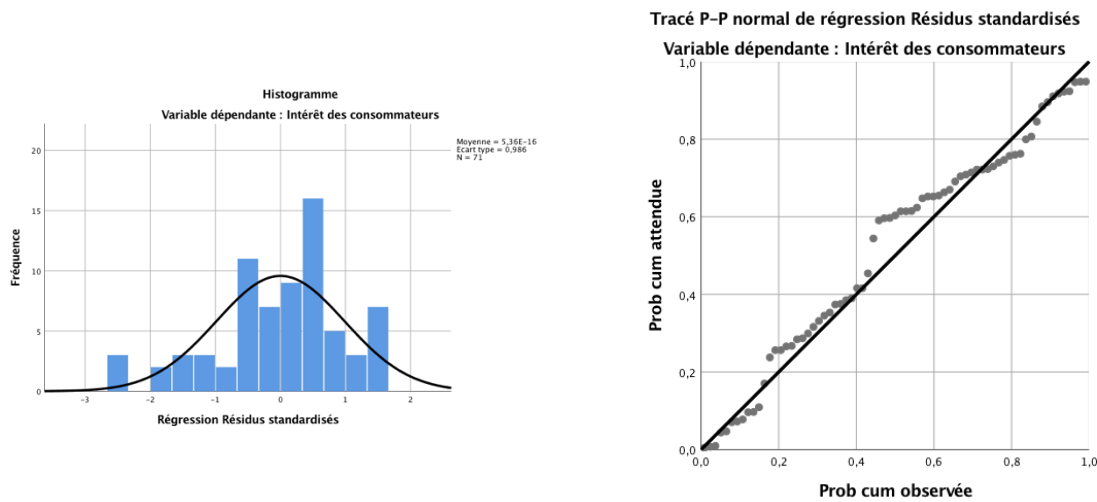 Histogramme
Variable dépendante : Intérêt des consommateurs
Moyenne = 5,36E-16
Ecart type = 0,986
N = 71
20
15
10
5
0
Fréquence
-3 -2 -1 0 1 2
Régression Résidus standardisés
Tracé P-P normal de régression Résidus standardisés
Variable dépendante : Intérêt des consommateurs
1,0
0,8
0,6
0,4
0,2
0,0
Prob cum attendue
0,0 0,2 0,4 0,6 0,8 1,0
Prob cum observée